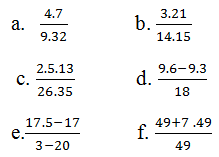 a. 4.7/9.32 b. 3.21/14.15
c. 2.5.13/26.35 d. 9.6−9.3/18
e. 17.5−17/3−20 f. 49+7 .49/49